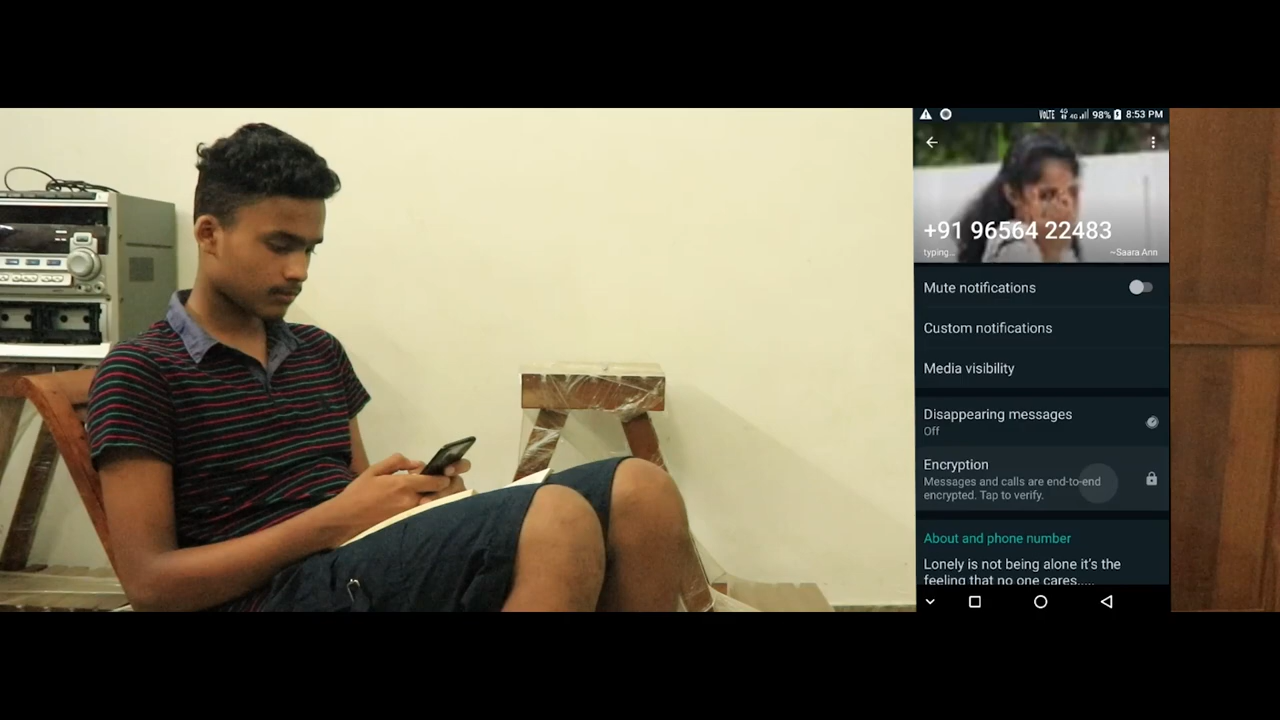 VoLTE 4G 98% 8:53 PM
+91 96564 22483
typing...
~Saara Ann
Mute notifications
Custom notifications
Media visibility
Disappearing messages
Off
Encryption
Messages and calls are end-to-end
encrypted. Tap to verify.
About and phone number
Lonely is not being alone it's the
feeling that no one cares.....